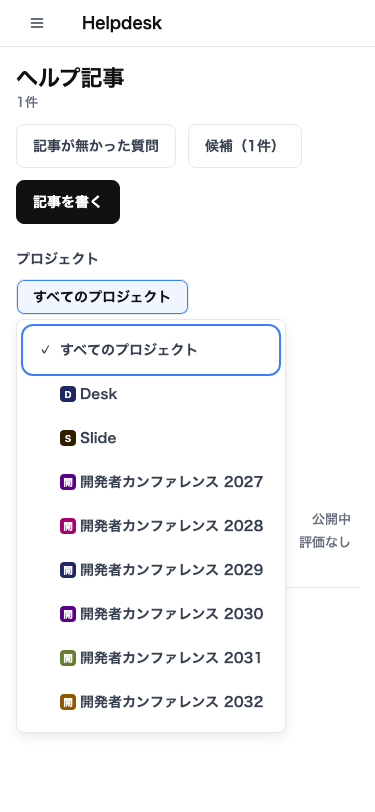 Helpdesk
ヘルプ記事
1件
記事が無かった質問
候補（1件）
記事を書く
プロジェクト
すべてのプロジェクト
✓ すべてのプロジェクト
D Desk
S Slide
開 開発者カンファレンス 2027
開 開発者カンファレンス 2028
開 開発者カンファレンス 2029
開 開発者カンファレンス 2030
開 開発者カンファレンス 2031
開 開発者カンファレンス 2032
公開中
評価なし